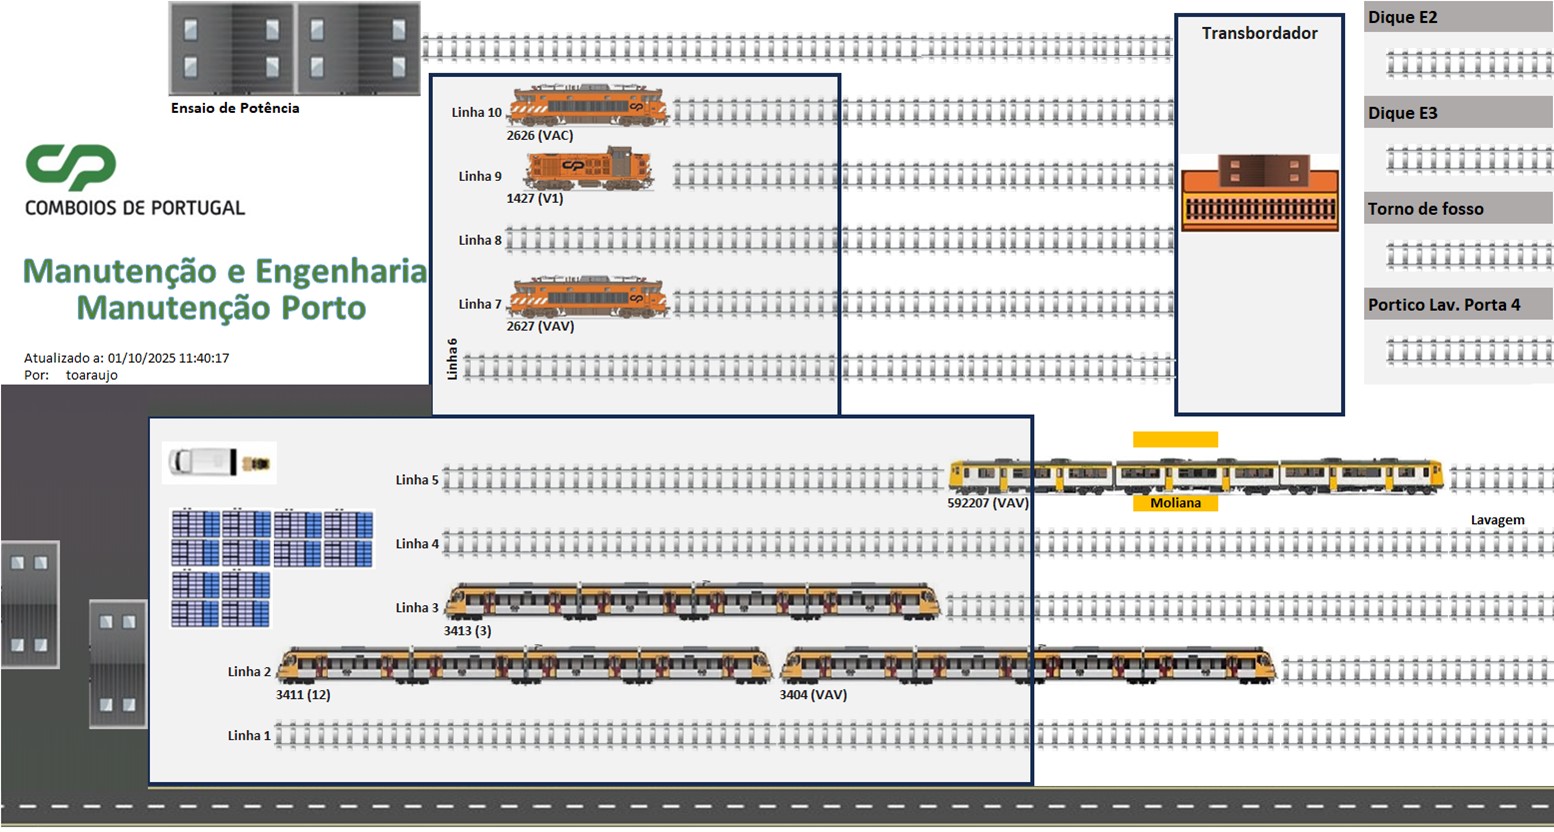 Ensaio de Potência
CP
COMBOIOS DE PORTUGAL
Manutenção e Engenharia
Manutenção Porto
Atualizado a: 01/10/2025 11:40:17
Por: toaraujo
Linha 10
2626 (VAC)
Linha 9
1427 (V1)
Linha 8
Linha 7
2627 (VAV)
Linha 6
Transbordador
Dique E2
Dique E3
Torno de fosso
Portico Lav. Porta 4
Linha 5
592207 (VAV)
Moliana
Lavagem
Linha 4
Linha 3
3413 (3)
Linha 2
3411 (12)
3404 (VAV)
Linha 1